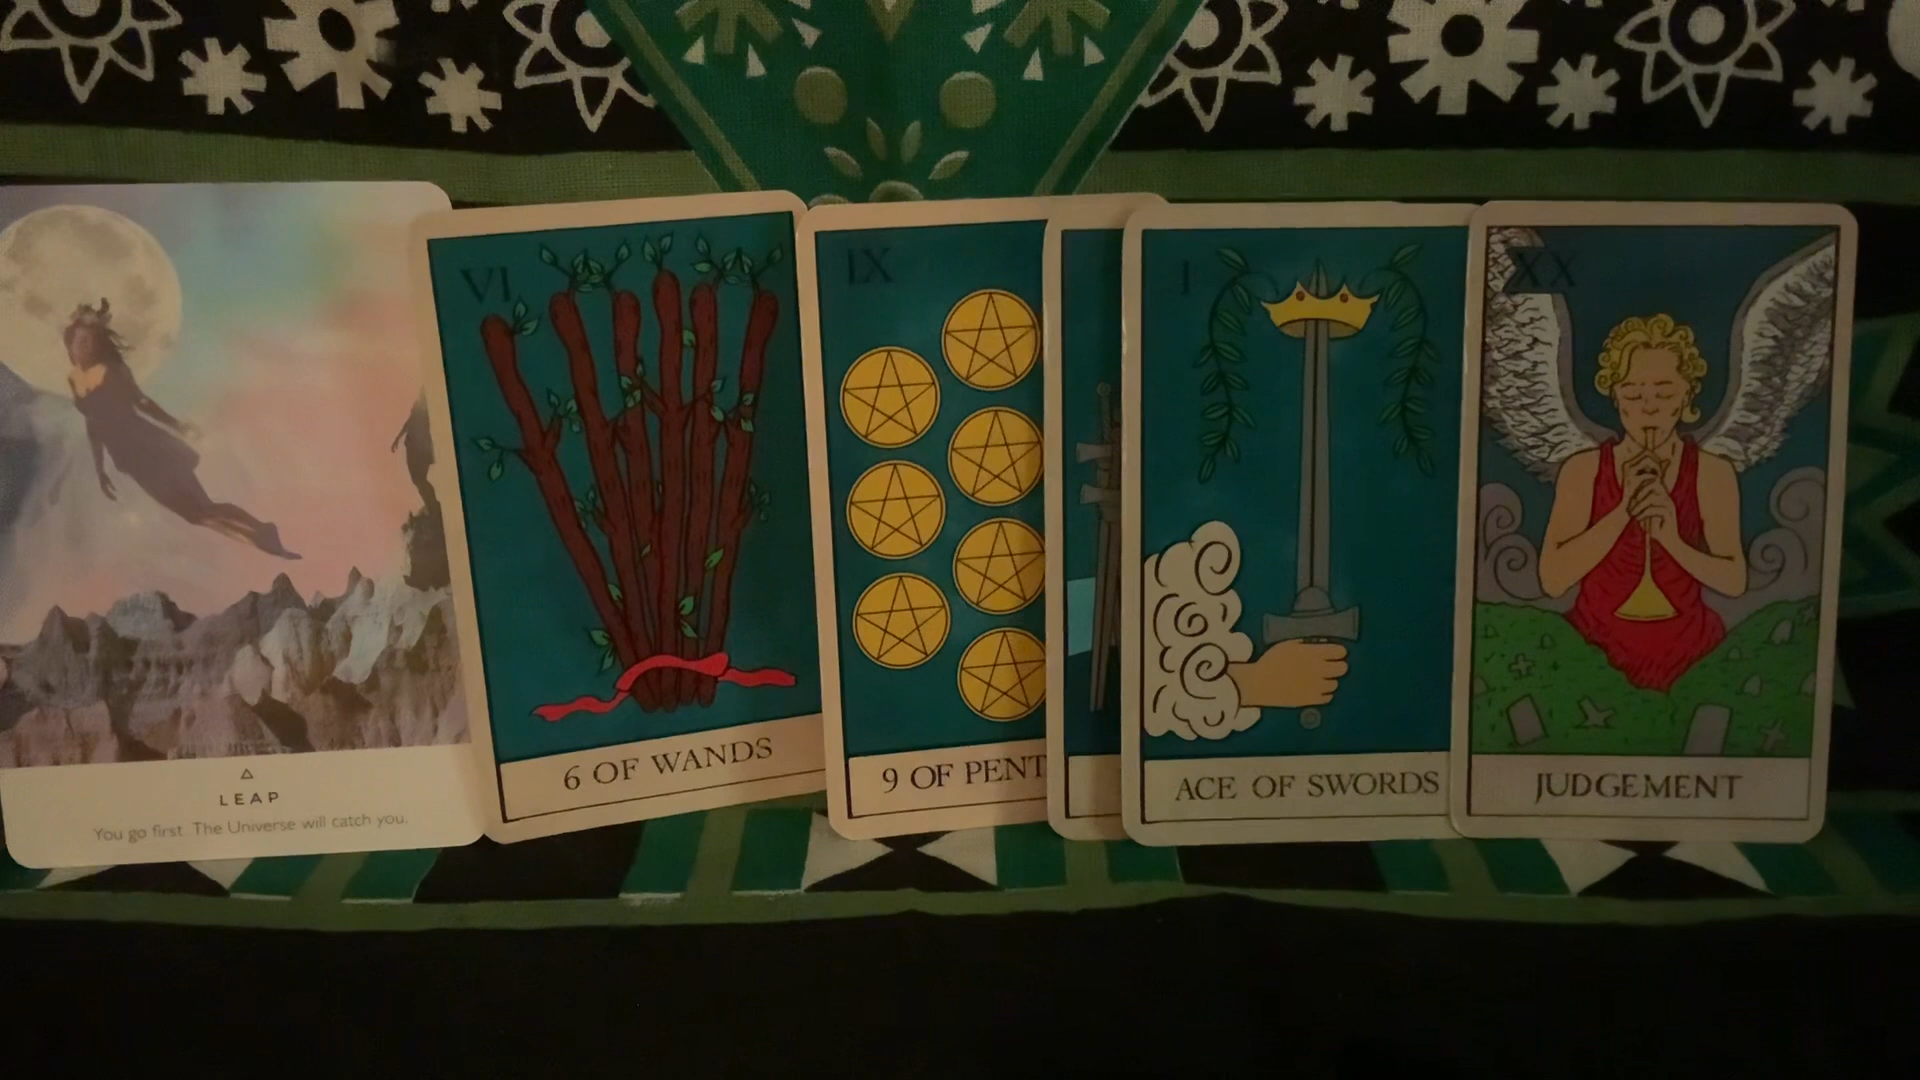 LEAP
You go first. The Universe will catch you.
VI
6 OF WANDS
IX
9 OF PENT
I
ACE OF SWORDS
XX
JUDGEMENT